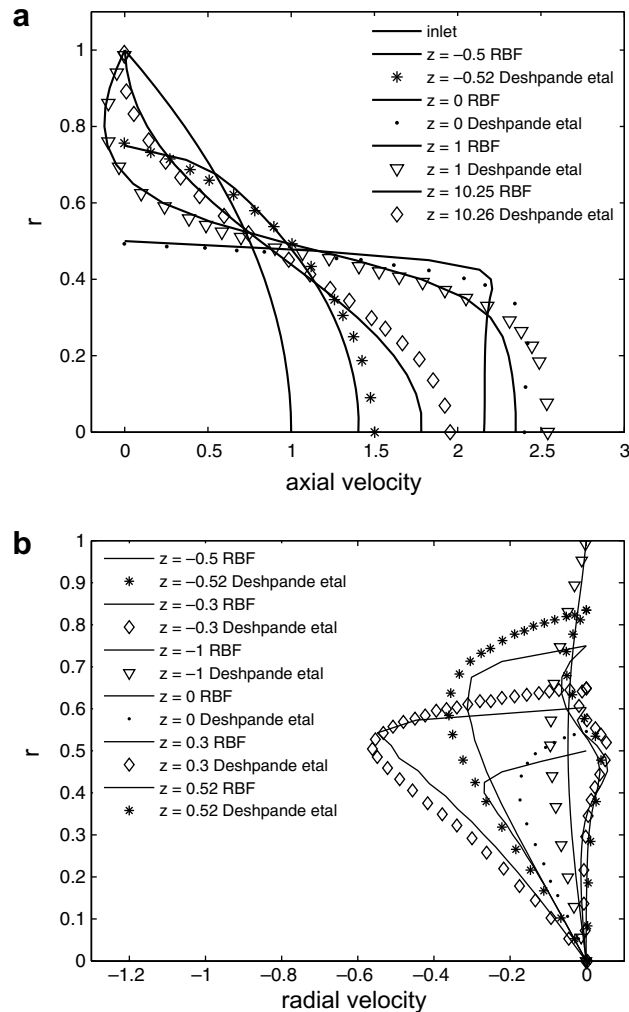 a
1
0.8
0.6
0.4
0.2
0
r
0
0.5
1
1.5
2
2.5
3
axial velocity
inlet
z = –0.5 RBF
z = –0.52 Deshpande etal
z = 0 RBF
z = 0 Deshpande etal
z = 1 RBF
z = 1 Deshpande etal
z = 10.25 RBF
z = 10.26 Deshpande etal
b
1
0.9
0.8
0.7
0.6
0.5
0.4
0.3
0.2
0.1
0
r
z = –0.5 RBF
z = –0.52 Deshpande etal
z = –0.3 RBF
z = –0.3 Deshpande etal
z = –1 RBF
z = –1 Deshpande etal
z = 0 RBF
z = 0 Deshpande etal
z = 0.3 RBF
z = 0.3 Deshpande etal
z = 0.52 RBF
z = 0.52 Deshpande etal
–1.2
–1
–0.8
–0.6
–0.4
–0.2
0
radial velocity